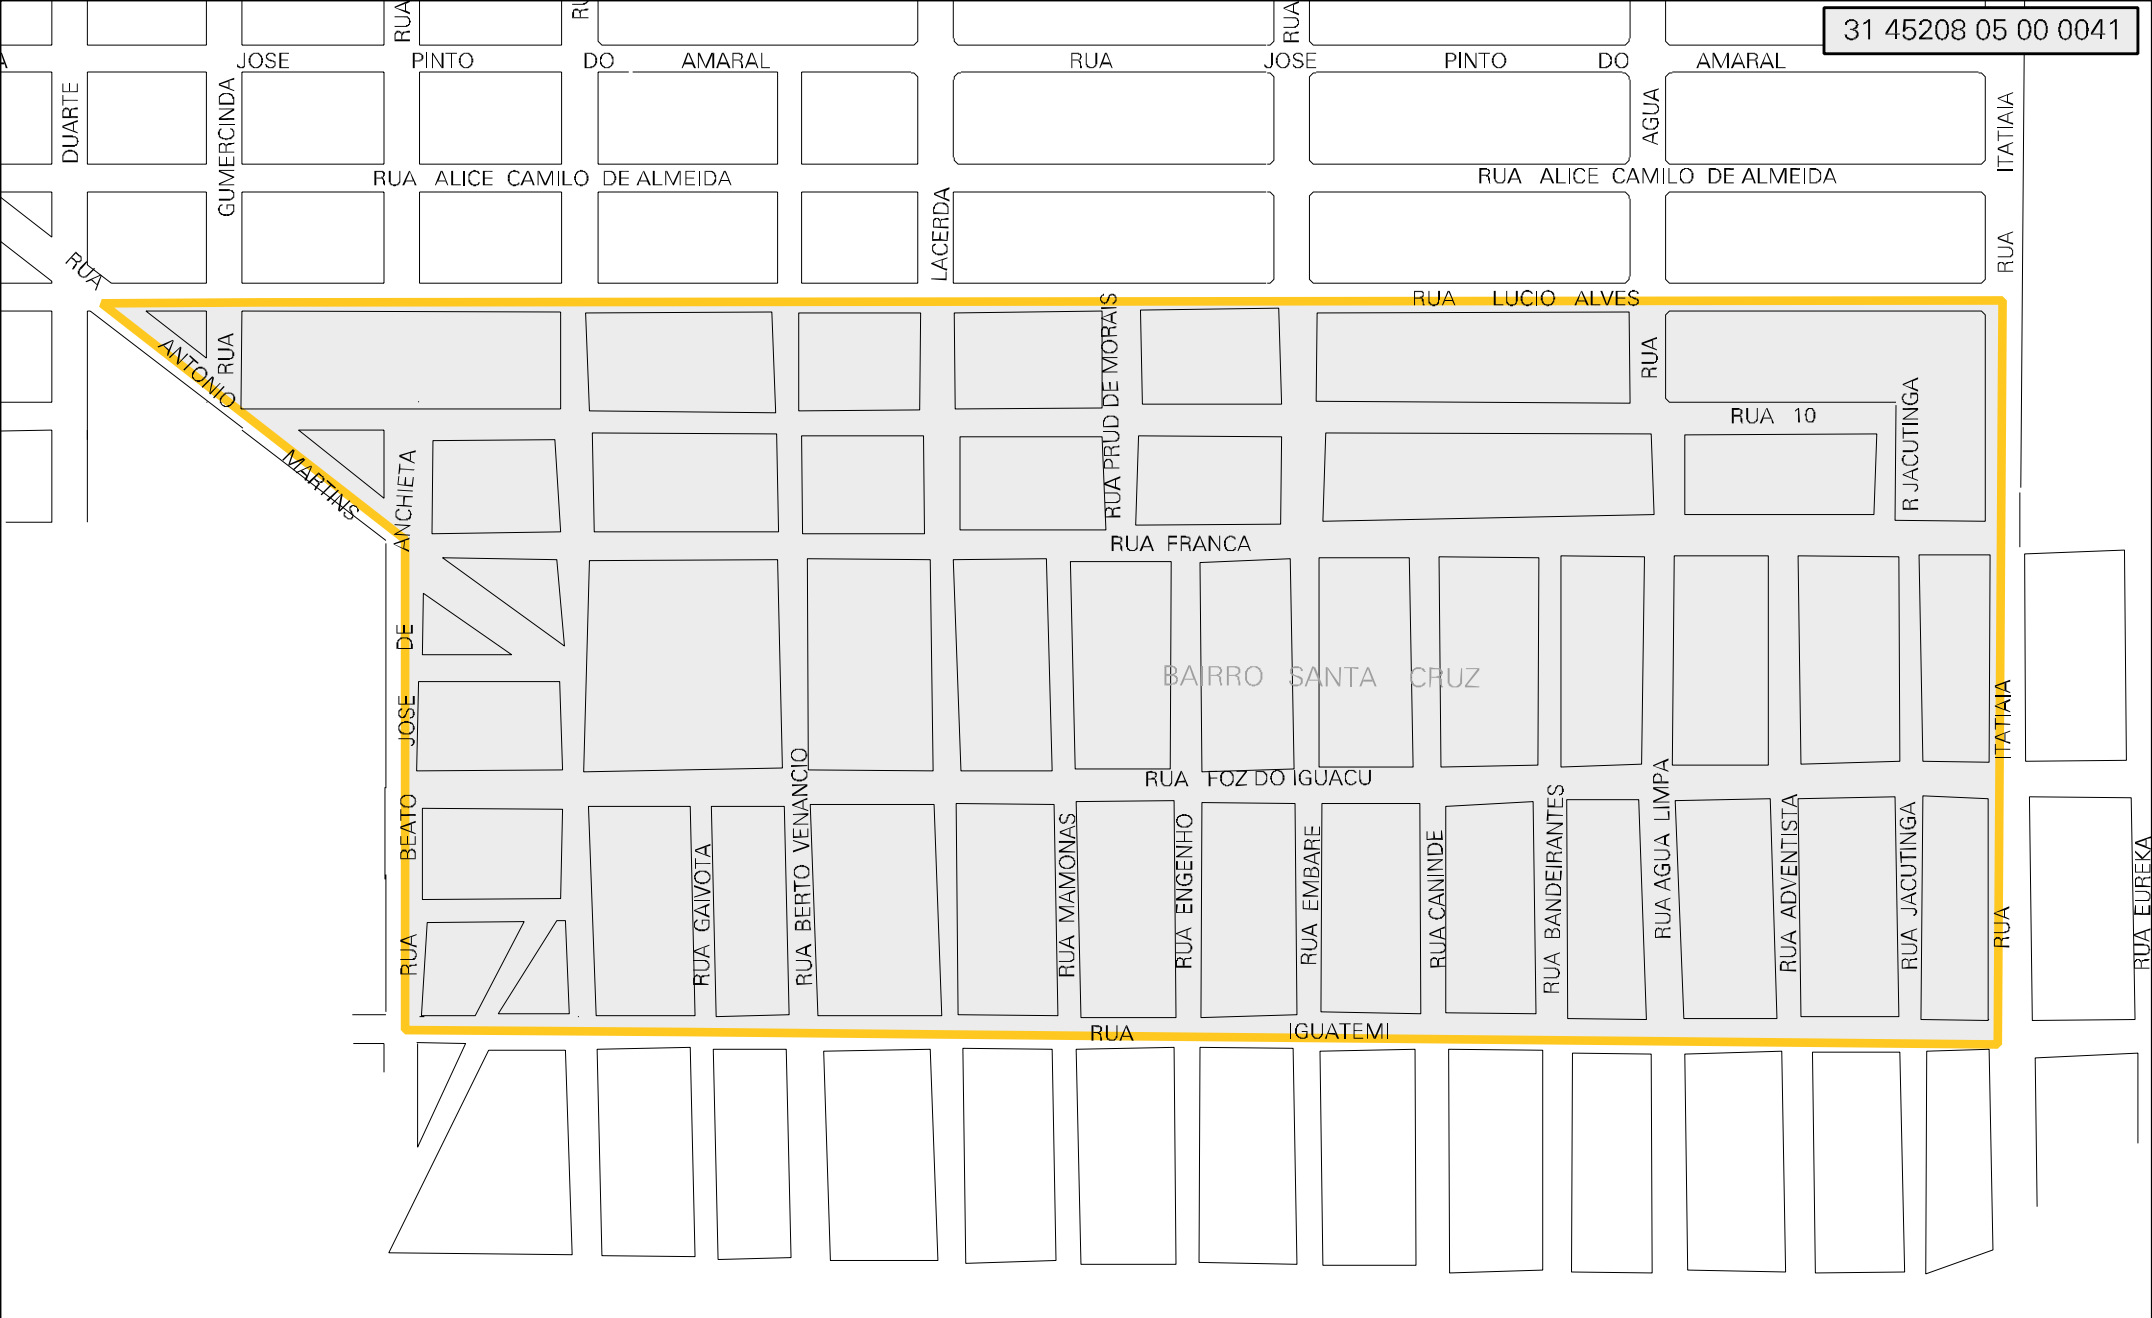 31 45208 05 00 0041
RUA
RUA
JOSE PINTO DO AMARAL RUA JOSE PINTO DO AMARAL
DUARTE
GUMERCINDA
AGUA
ITATIAIA
RUA ALICE CAMILO DE ALMEIDA
RUA ALICE CAMILO DE ALMEIDA
LACERDA
RUA
RUA
RUA LUCIO ALVES
ANTONIO
RUA
RUA PRUD DE MORAIS
RUA
R JACUTINGA
RUA 10
MARTINS
ANCHIETA
RUA FRANCA
DE
BAIRRO SANTA CRUZ
JOSE
ITATIAIA
RUA FOZ DO IGUACU
BEATO
RUA GAIVOTA
RUA BERTO VENANCIO
RUA MAMONAS
RUA ENGENHO
RUA EMBARE
RUA CANINDE
RUA BANDEIRANTES
RUA AGUA LIMPA
RUA ADVENTISTA
RUA JACUTINGA
RUA
RUA EUREKA
RUA
RUA IGUATEMI